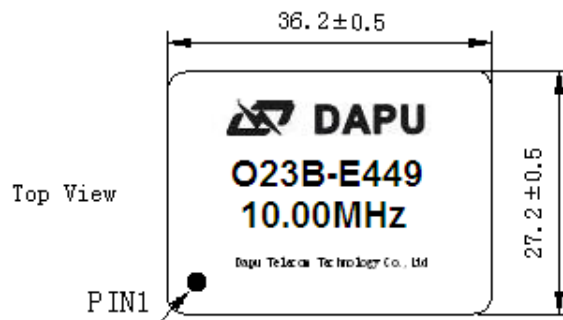 36.2±0.5
DAPU
O23B-E449
10.00MHz
Dapu Telecom Technology Co., Ltd
Top View
PIN1
27.2±0.5